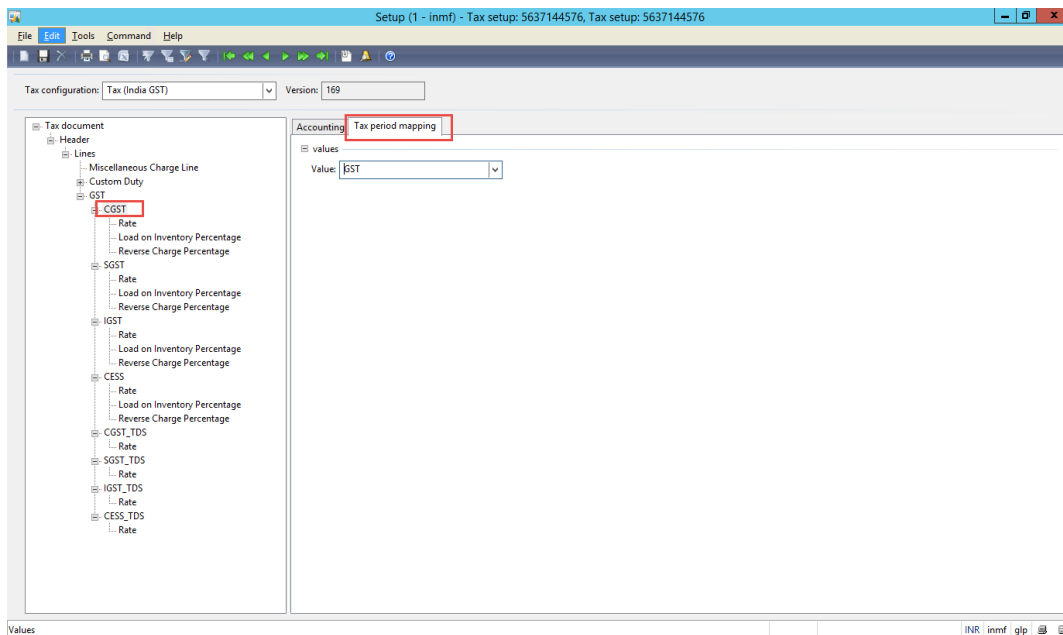 Setup (1 - inmf) - Tax setup: 5637144576, Tax setup: 5637144576
File Edit Tools Command Help
Tax configuration: Tax (India GST) Version: 169
Tax document
Header
Lines
Miscellaneous Charge Line
Custom Duty
GST
CGST
Rate
Load on Inventory Percentage
Reverse Charge Percentage
SGST
Rate
Load on Inventory Percentage
Reverse Charge Percentage
IGST
Rate
Load on Inventory Percentage
Reverse Charge Percentage
CESS
Rate
Load on Inventory Percentage
Reverse Charge Percentage
CGST_TDS
Rate
SGST_TDS
Rate
IGST_TDS
Rate
CESS_TDS
Rate
Accounting Tax period mapping
values
Value: GST
Values INR inmf glp